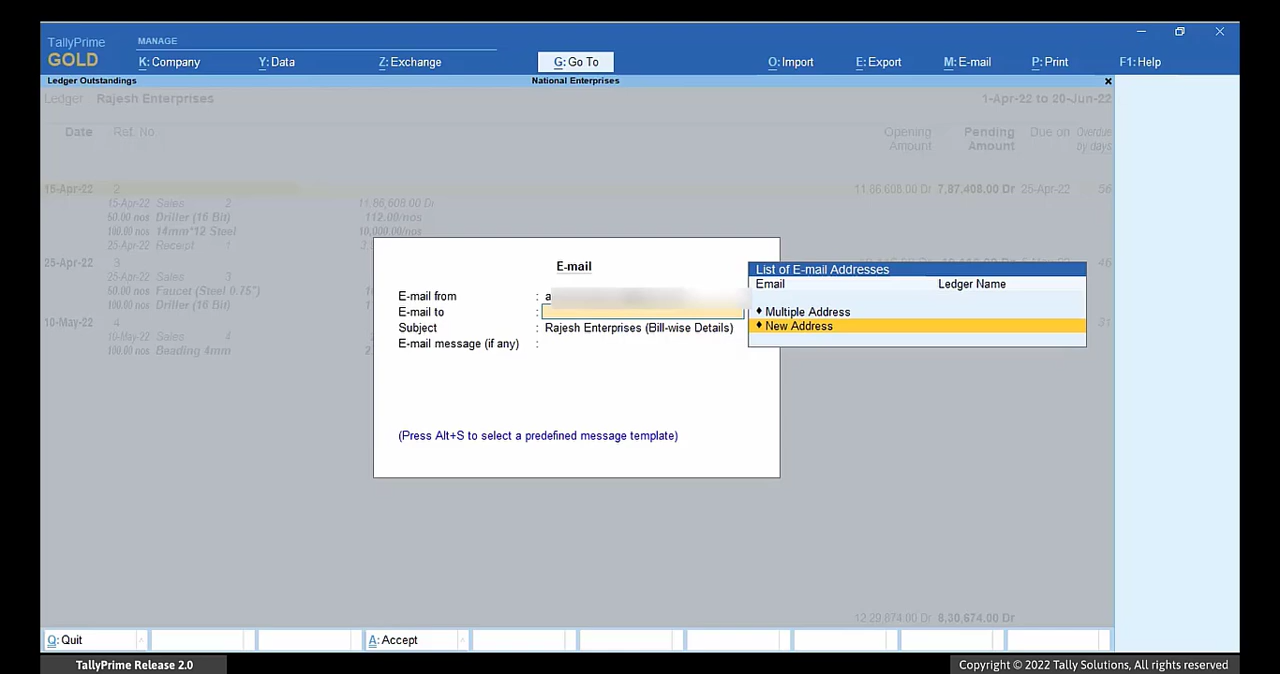 TallyPrime
GOLD
MANAGE
K: Company
Y: Data
Z: Exchange
G: Go To
O: Import
E: Export
M: E-mail
P: Print
F1: Help
Ledger Outstandings
National Enterprises
Ledger Rajesh Enterprises
1-Apr-22 to 20-Jun-22
Date Ref. No Opening Pending Due on Overdue
Amount Amount by days
15-Apr-22 2 11,86,608.00 Dr 7,87,408.00 Dr 25-Apr-22 56
15-Apr-22 Sales 2 11,86,608.00 Dr
50.00 nos Driller (16 Bit) 112.00/nos
100.00 nos 14mm*12 Steel 10,000.00/nos
25-Apr-22 Receipt 1
25-Apr-22 3 46
25-Apr-22 Sales 3
50.00 nos Faucet (Steel 0.75")
100.00 nos Driller (16 Bit)
10-May-22 4 31
10-May-22 Sales 4
100.00 nos Beading 4mm
12,29,674.00 Dr 8,30,674.00 Dr
E-mail
E-mail from : a
E-mail to :
Subject : Rajesh Enterprises (Bill-wise Details)
E-mail message (if any) :
(Press Alt+S to select a predefined message template)
List of E-mail Addresses
Email Ledger Name
♦ Multiple Address
♦ New Address
Q: Quit
A: Accept
TallyPrime Release 2.0
Copyright © 2022 Tally Solutions, All rights reserved